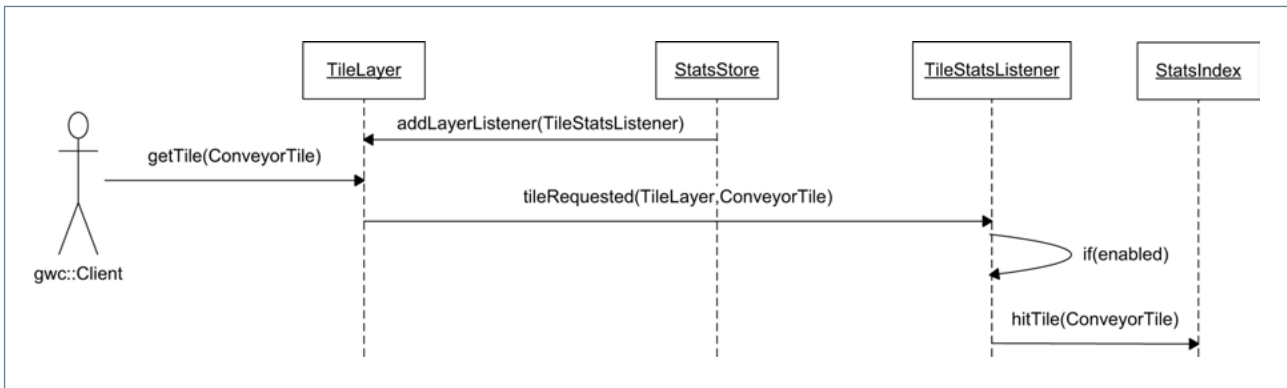 TileLayer
StatsStore
TileStatsListener
StatsIndex
addLayerListener(TileStatsListener)
getTile(ConveyorTile)
tileRequested(TileLayer,ConveyorTile)
if(enabled)
gwc::Client
hitTile(ConveyorTile)